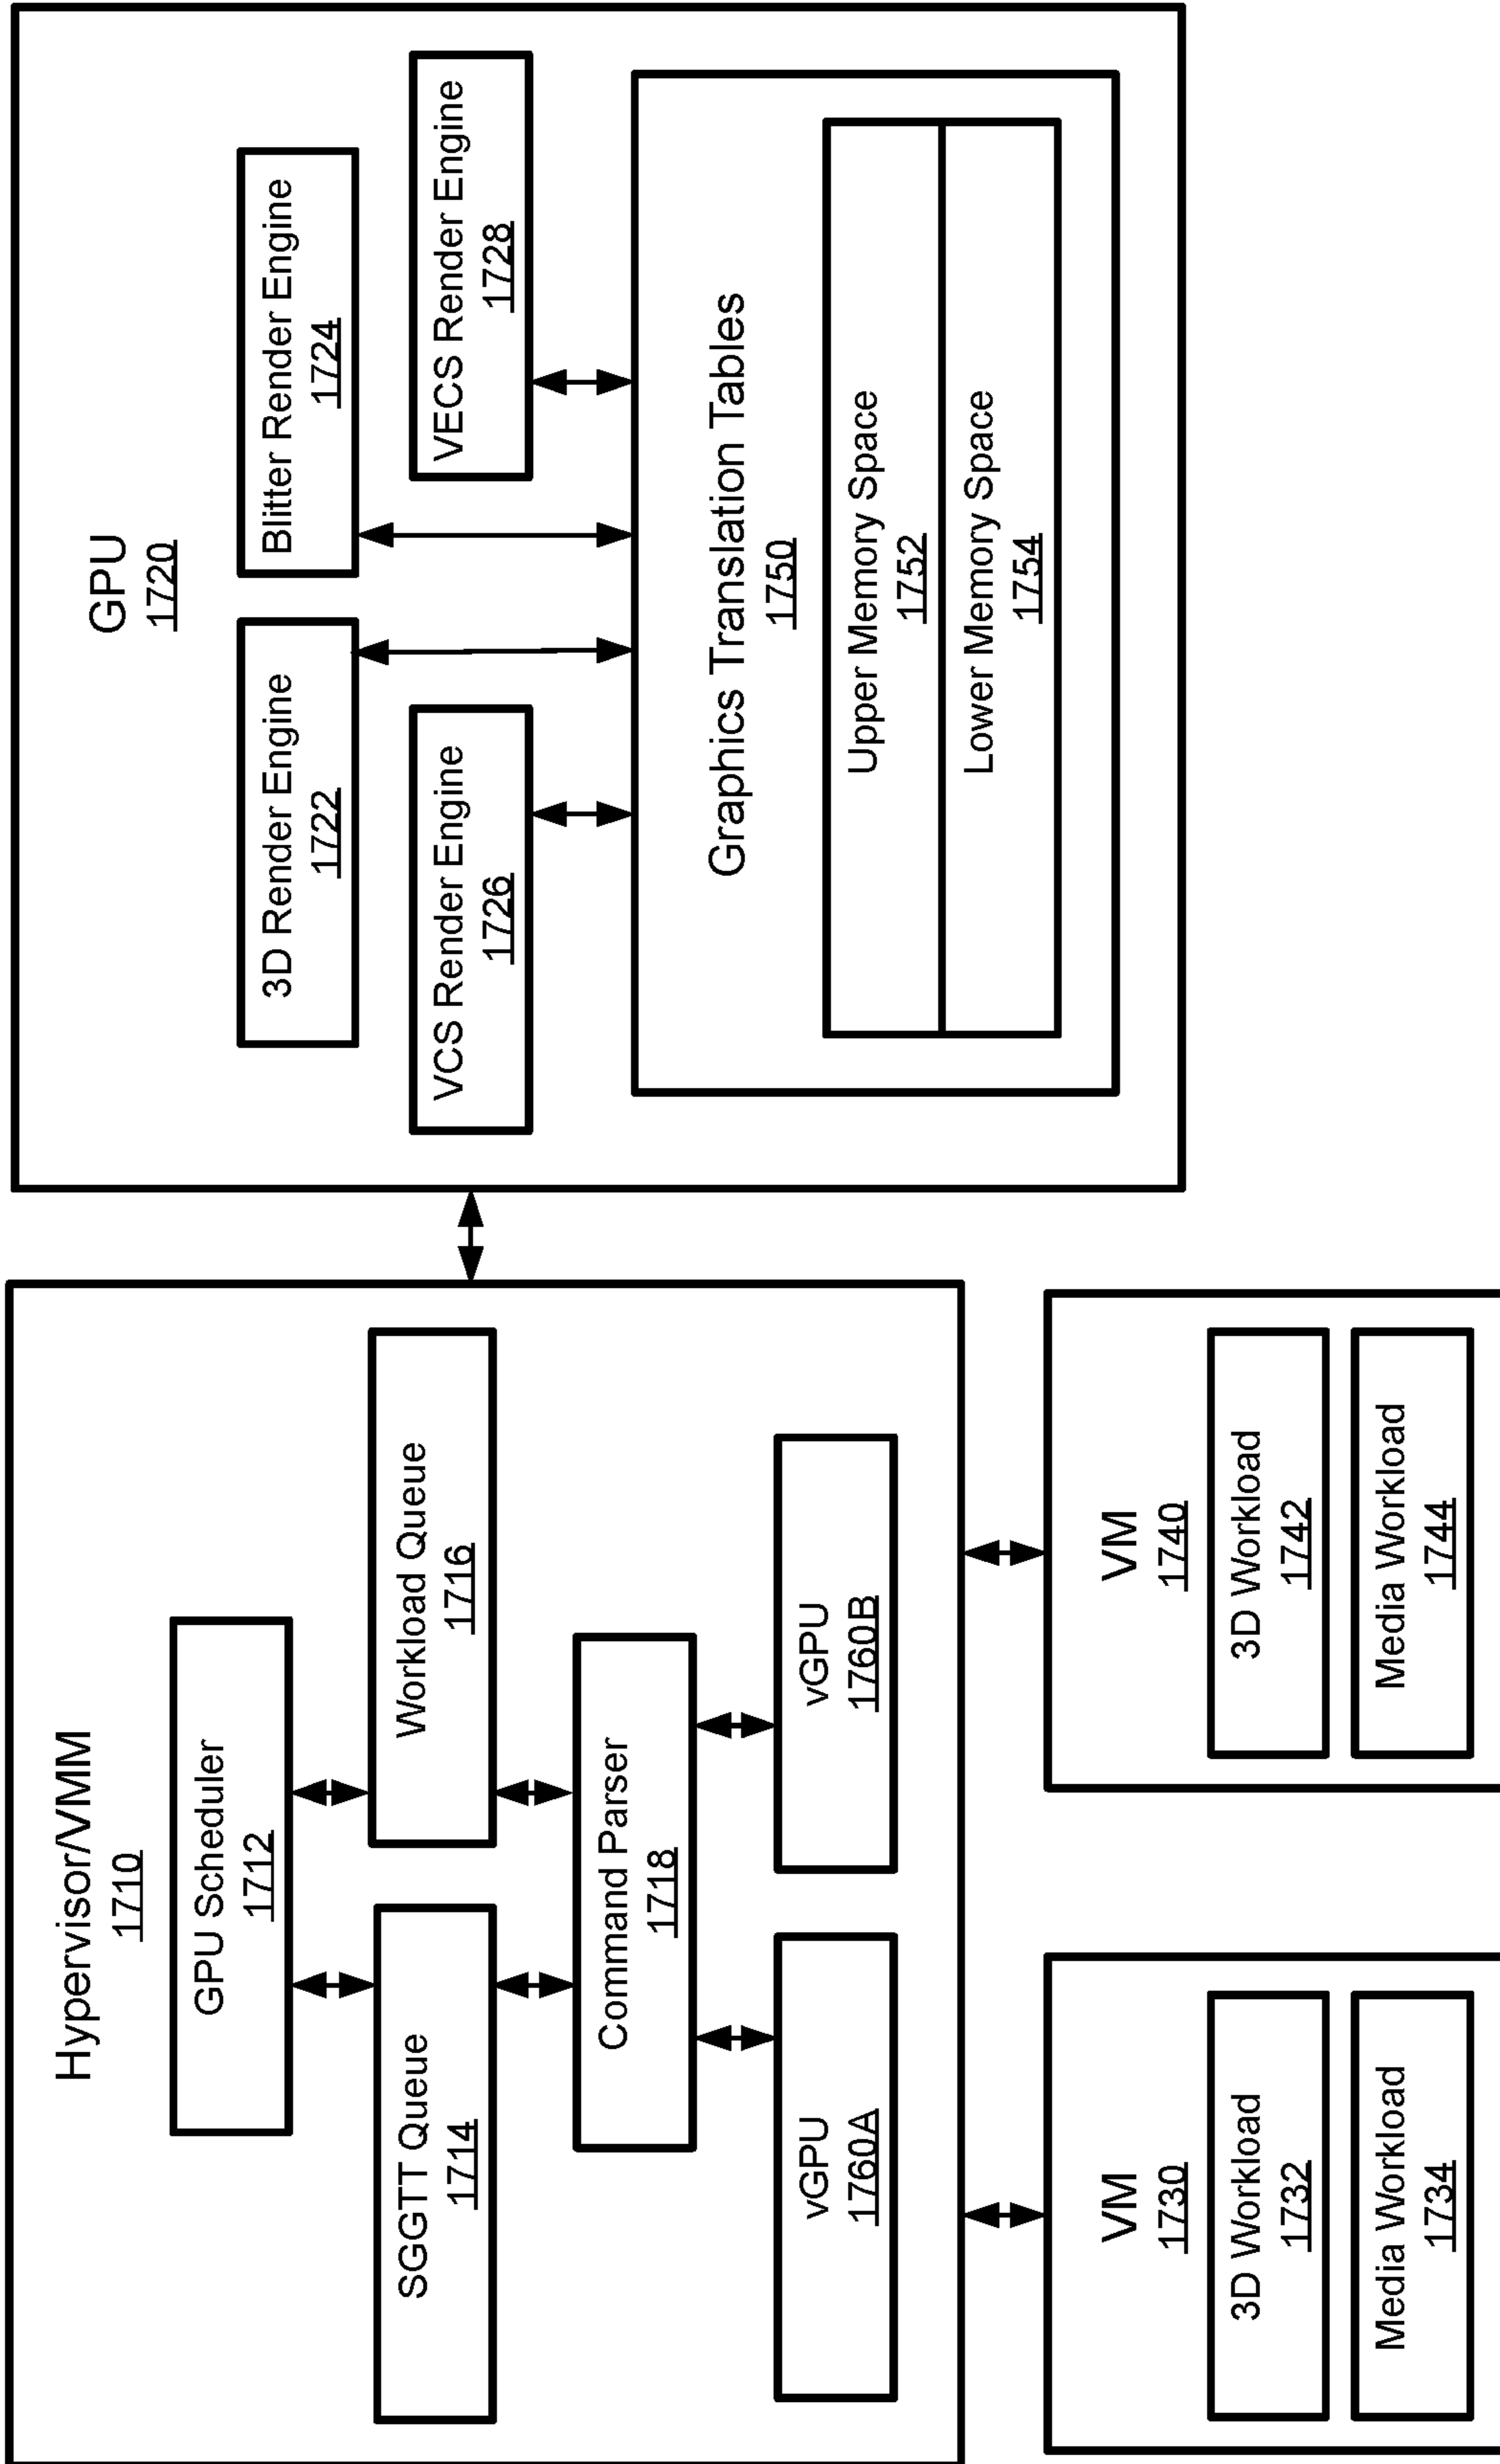 Hypervisor/VMM
1710
GPU Scheduler
1712
SGGTT Queue
1714
Workload Queue
1716
Command Parser
1718
vGPU
1760A
vGPU
1760B
VM
1730
3D Workload
1732
Media Workload
1734
VM
1740
3D Workload
1742
Media Workload
1744
GPU
1720
3D Render Engine
1722
Blitter Render Engine
1724
VCS Render Engine
1726
VECS Render Engine
1728
Graphics Translation Tables
1750
Upper Memory Space
1752
Lower Memory Space
1754